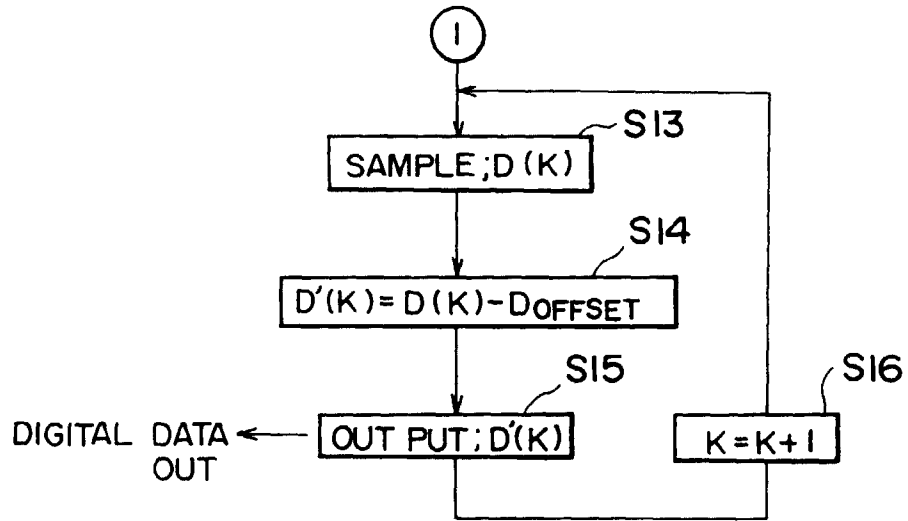 1
S13
SAMPLE;D(K)
S14
D'(K)=D(K)-DOFFSET
S15
S16
DIGITAL DATA
OUT
OUT PUT;D'(K)
K=K+1